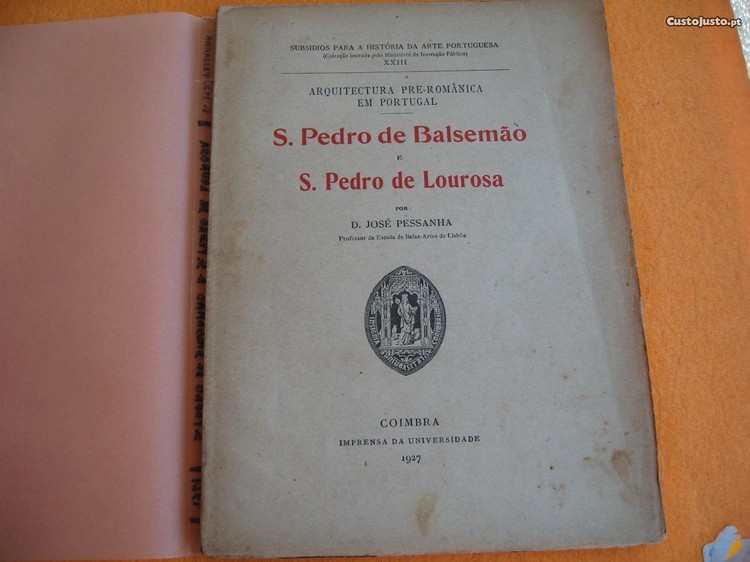 CustoJusto.pt
SUBSIDIOS PARA A HISTÓRIA DA ARTE PORTUGUESA
(Colecção louvada pelo Ministério da Instrução Pública)
XXIII
ARQUITECTURA PRE-ROMÂNICA
EM PORTUGAL
S. Pedro de Balsemão
E
S. Pedro de Lourosa
POR
D. JOSÉ PESSANHA
Professor da Escola de Belas-Artes de Lisbôa
COIMBRA
IMPRENSA DA UNIVERSIDADE
1927